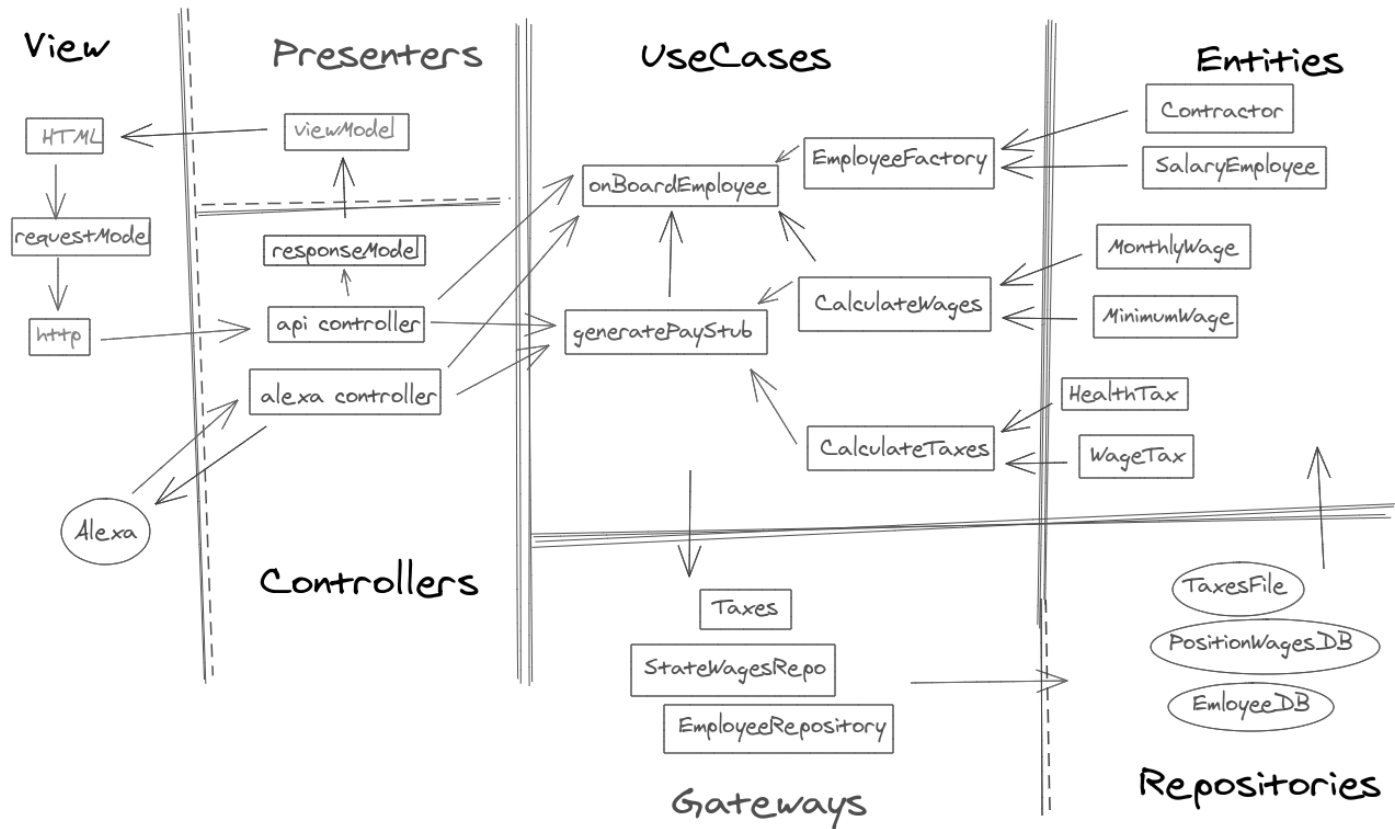 View
Presenters
UseCases
Entities
HTML
viewModel
requestModel
http
responseModel
api controller
alexa controller
Alexa
Controllers
onBoardEmployee
EmployeeFactory
generatePayStub
CalculateWages
CalculateTaxes
Contractor
SalaryEmployee
MonthlyWage
MinimumWage
HealthTax
WageTax
Taxes
StateWagesRepo
EmployeeRepository
Gateways
TaxesFile
PositionWagesDB
EmloyeeDB
Repositories